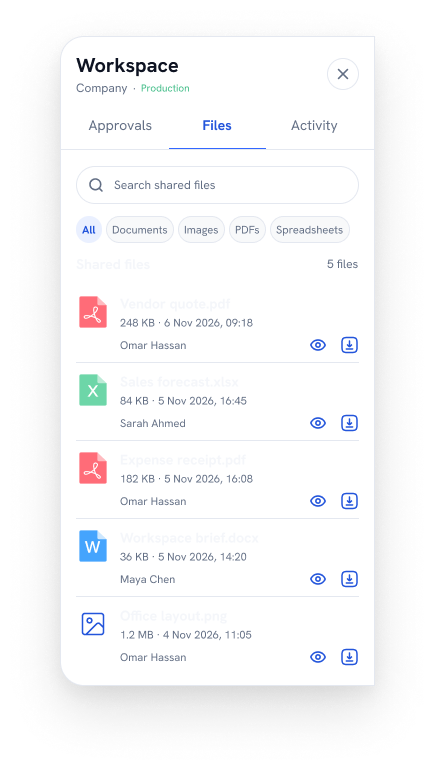 Workspace
Company · Production
Approvals Files Activity
Search shared files
All Documents Images PDFs Spreadsheets
Shared files 5 files
Vendor quote.pdf
248 KB · 6 Nov 2026, 09:18
Omar Hassan
Sales forecast.xlsx
84 KB · 5 Nov 2026, 16:45
Sarah Ahmed
Expense receipt.pdf
182 KB · 5 Nov 2026, 16:08
Omar Hassan
Workspace brief.docx
36 KB · 5 Nov 2026, 14:20
Maya Chen
Office layout.png
1.2 MB · 4 Nov 2026, 11:05
Omar Hassan